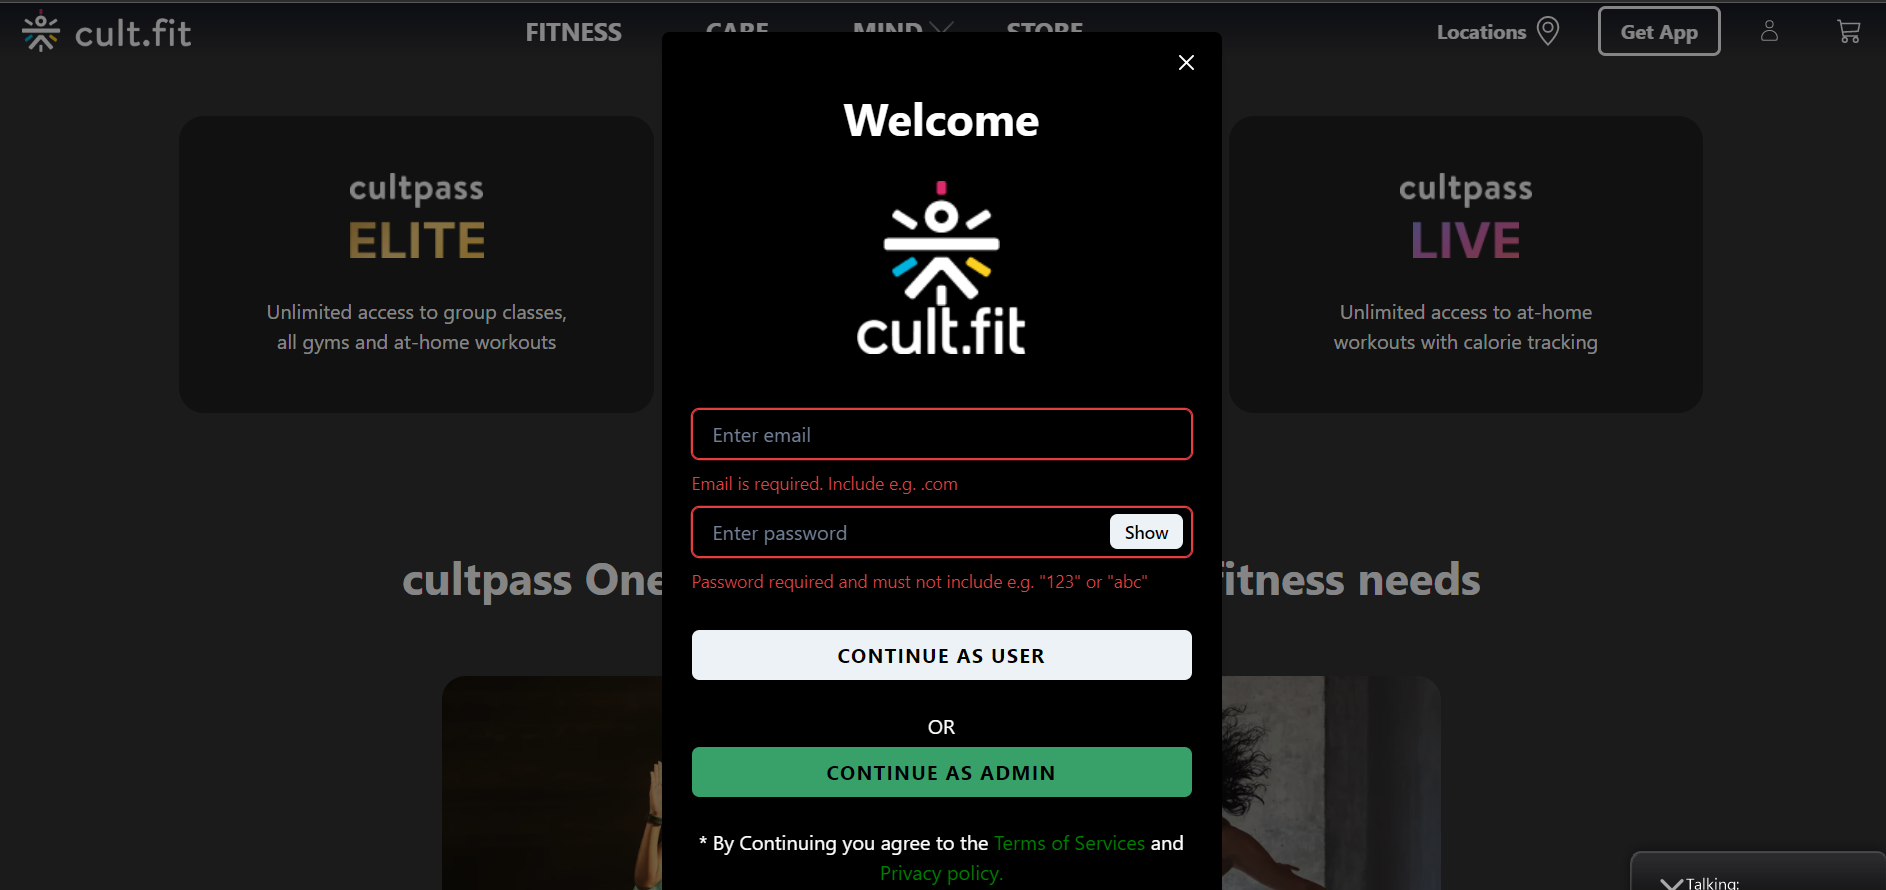 cult.fit
FITNESS
CARE
MIND
STORE
Locations
Get App
Welcome
cult.fit
cultpass
ELITE
Unlimited access to group classes,
all gyms and at-home workouts
cultpass
LIVE
Unlimited access to at-home
workouts with calorie tracking
Enter email
Email is required. Include e.g. .com
Enter password
Show
Password required and must not include e.g. "123" or "abc"
cultpass One
fitness needs
CONTINUE AS USER
OR
CONTINUE AS ADMIN
* By Continuing you agree to the Terms of Services and
Privacy policy.
Talking: